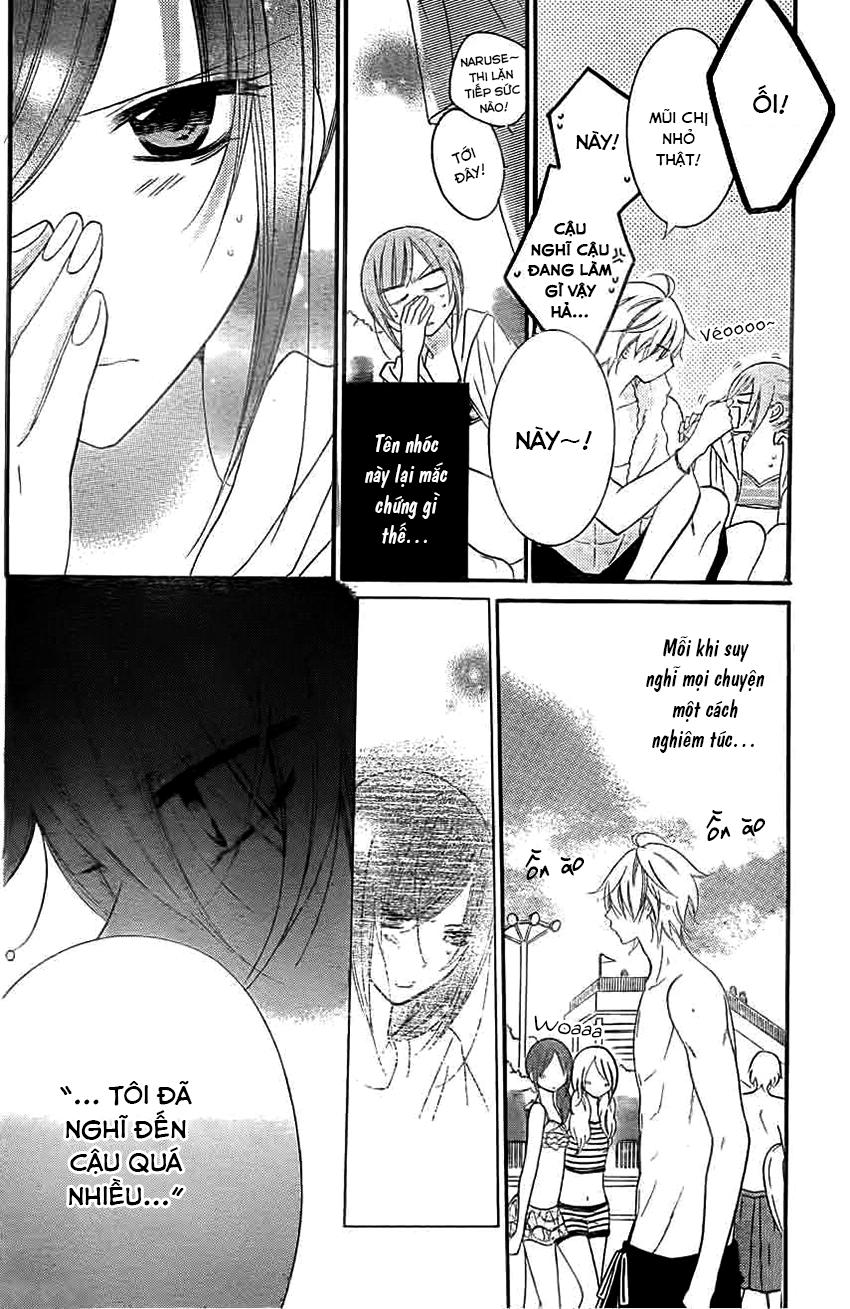 ỐI!
MŨI CHỊ
NHỎ
THẬT!
NÀY!
CẬU
NGHĨ CẬU
ĐANG LÀM
GÌ VẬY
HẢ...
Véoooo~
NÀY~!
NARUSE~
THI LẶN
TIẾP SỨC
NÀO!
TỚI
ĐÂY!
Tên nhóc
này lại mắc
chứng gì
thế...
Mỗi khi suy
nghĩ mọi chuyện
một cách
nghiêm túc...
Ồn ào
Ồn ào
Woaaa
"... TÔI ĐÃ
NGHĨ ĐẾN
CẬU QUÁ
NHIỀU..."